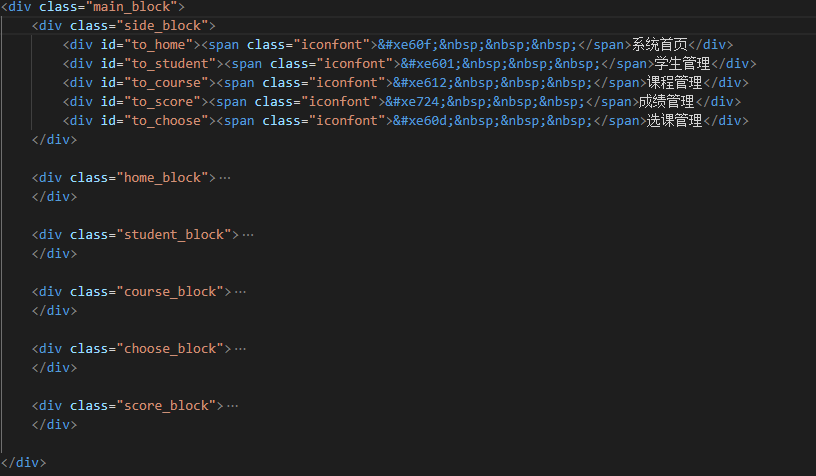 <div class="main_block">
<div class="side_block">
<div id="to_home"><span class="iconfont">&#xe60f;&nbsp;&nbsp;&nbsp;</span>系统首页</div>
<div id="to_student"><span class="iconfont">&#xe601;&nbsp;&nbsp;&nbsp;</span>学生管理</div>
<div id="to_course"><span class="iconfont">&#xe612;&nbsp;&nbsp;&nbsp;</span>课程管理</div>
<div id="to_score"><span class="iconfont">&#xe724;&nbsp;&nbsp;&nbsp;</span>成绩管理</div>
<div id="to_choose"><span class="iconfont">&#xe60d;&nbsp;&nbsp;&nbsp;</span>选课管理</div>
</div>
<div class="home_block">…
</div>
<div class="student_block">…
</div>
<div class="course_block">…
</div>
<div class="choose_block">…
</div>
<div class="score_block">…
</div>
</div>